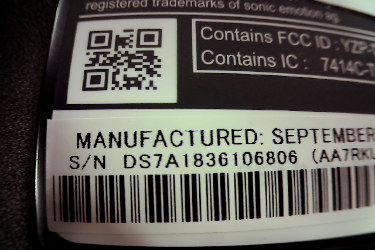 registered trademarks of sonic emotion ag.
Contains FCC ID : YZP-
Contains IC : 7414C-T
MANUFACTURED: SEPTEMBER
S/N DS7A1836106806 (AA7RKU